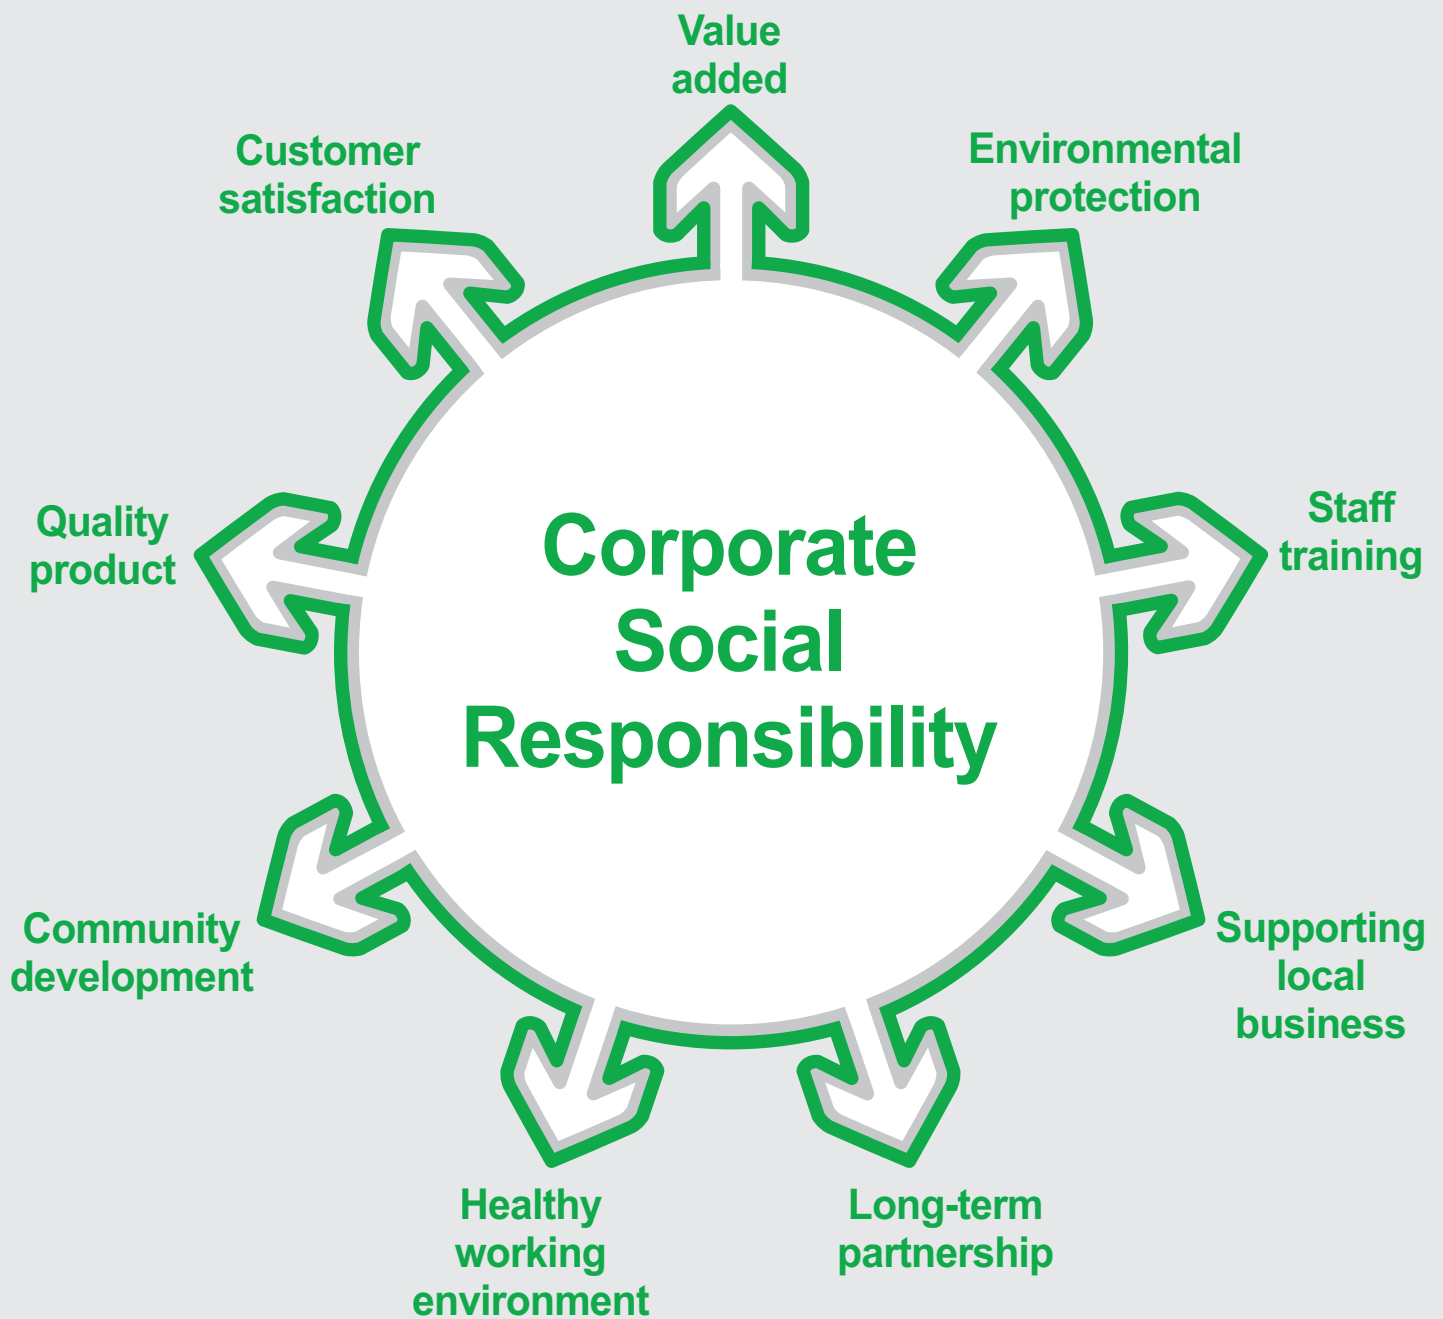 Value
added
Environmental
protection
Staff
training
Supporting
local
business
Long-term
partnership
Healthy
working
environment
Community
development
Quality
product
Customer
satisfaction
Corporate
Social
Responsibility